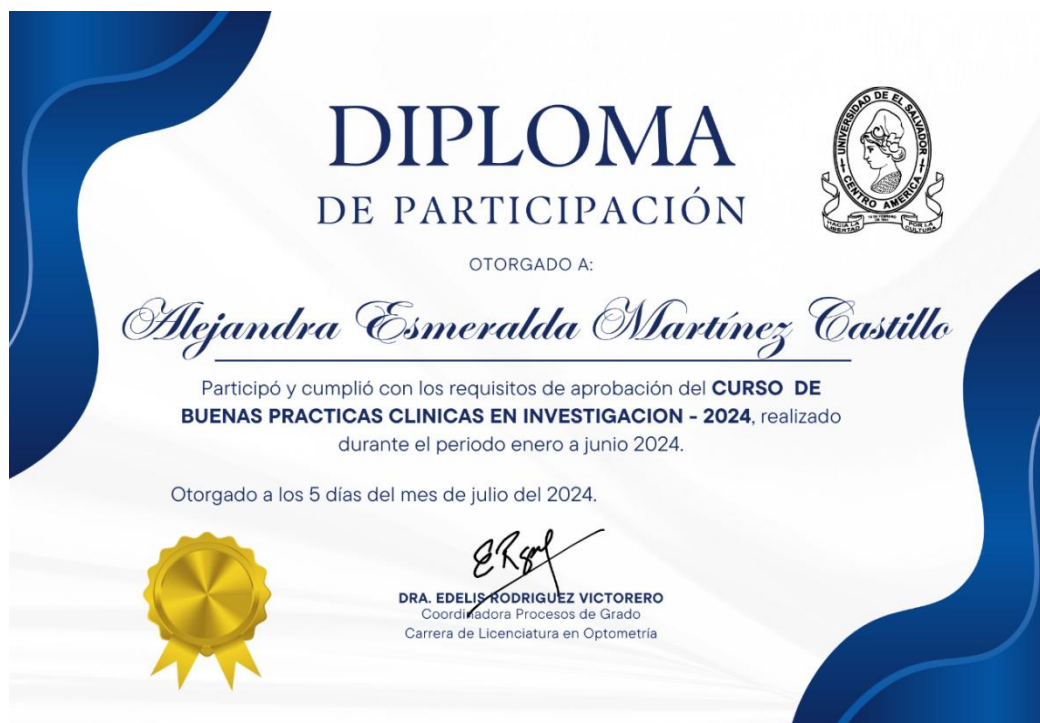 DIPLOMA
DE PARTICIPACIÓN
UNIVERSIDAD DE EL SALVADOR
CENTRO AMERICA
HACIA LA LIBERTAD
POR LA CULTURA
OTORGADO A:
Alejandra Esmeralda Martínez Castillo
Participó y cumplió con los requisitos de aprobación del CURSO DE
BUENAS PRACTICAS CLINICAS EN INVESTIGACION - 2024, realizado
durante el periodo enero a junio 2024.
Otorgado a los 5 días del mes de julio del 2024.
DRA. EDELIS RODRIGUEZ VICTORERO
Coordinadora Procesos de Grado
Carrera de Licenciatura en Optometría